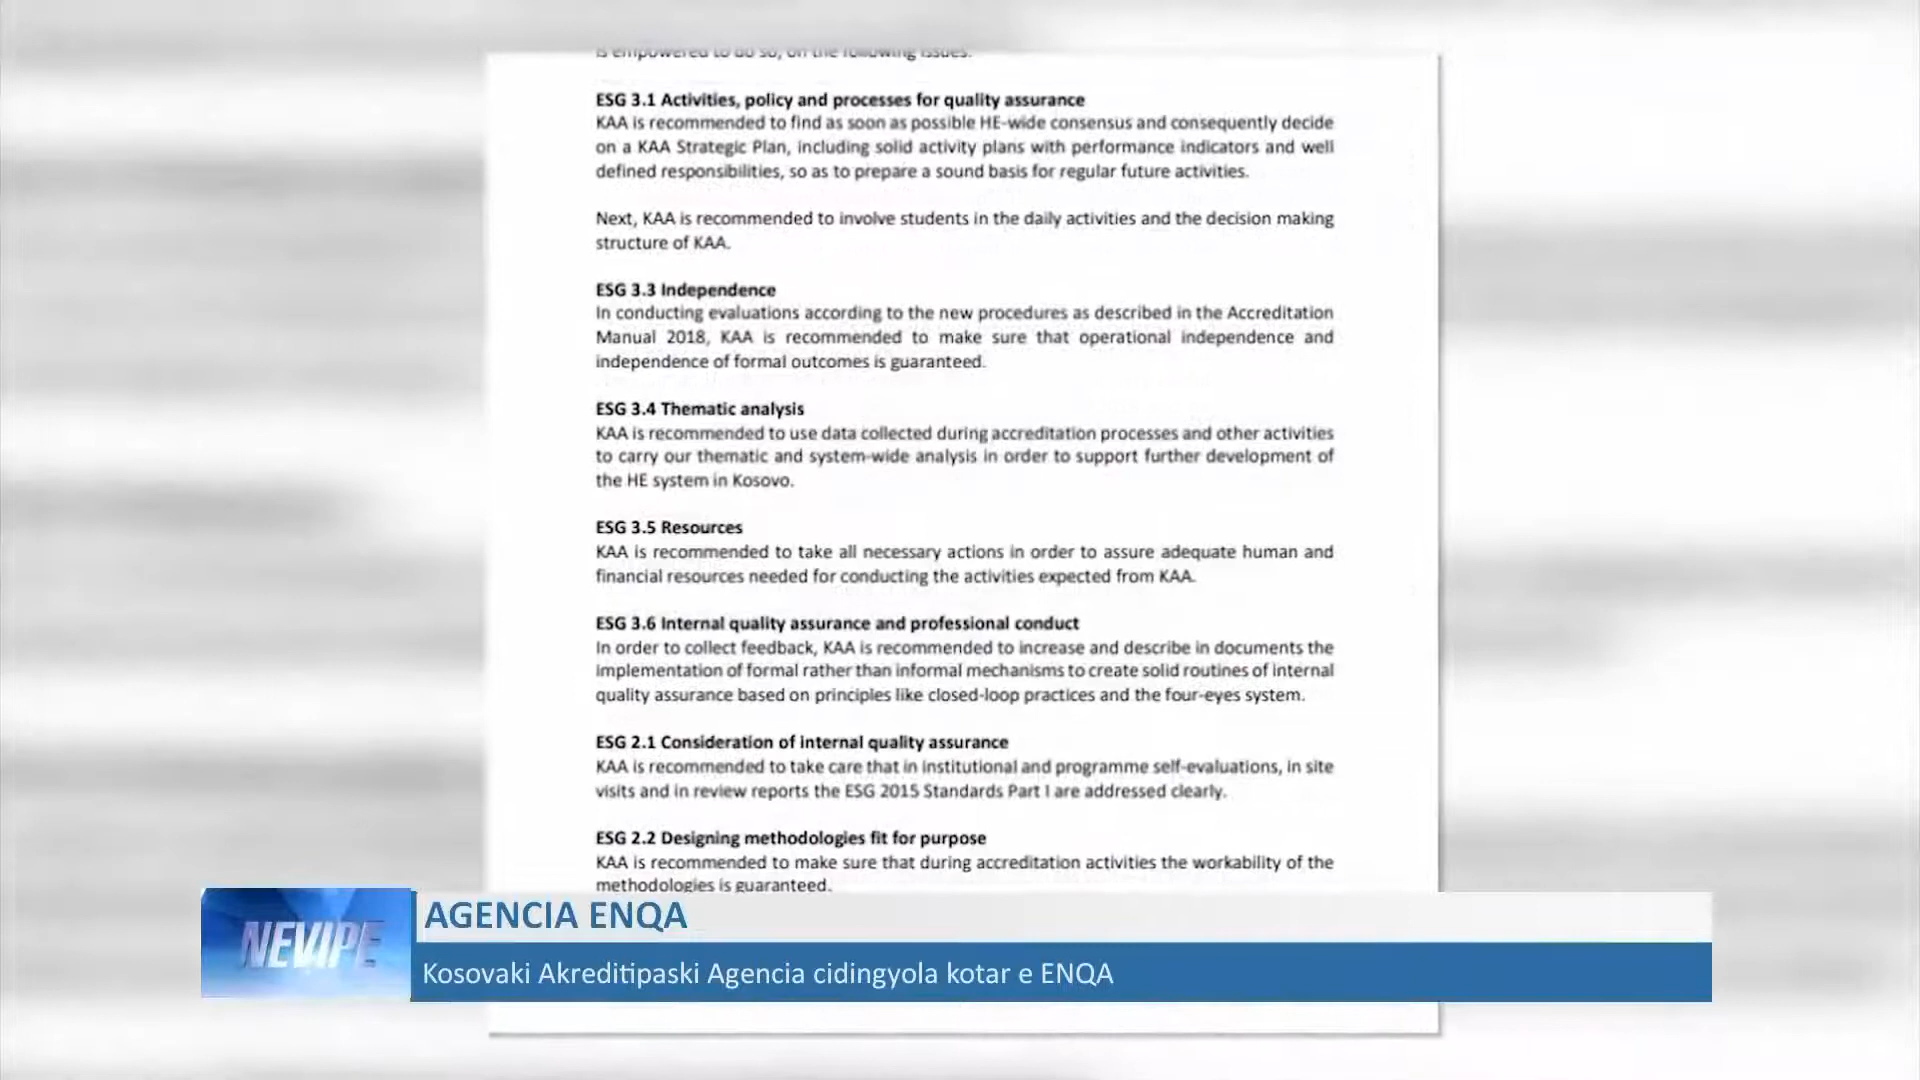 is empowered to do so, on the following issues.
ESG 3.1 Activities, policy and processes for quality assurance
KAA is recommended to find as soon as possible HE-wide consensus and consequently decide
on a KAA Strategic Plan, including solid activity plans with performance indicators and well
defined responsibilities, so as to prepare a sound basis for regular future activities.
Next, KAA is recommended to involve students in the daily activities and the decision making
structure of KAA.
ESG 3.3 Independence
In conducting evaluations according to the new procedures as described in the Accreditation
Manual 2018, KAA is recommended to make sure that operational independence and
independence of formal outcomes is guaranteed.
ESG 3.4 Thematic analysis
KAA is recommended to use data collected during accreditation processes and other activities
to carry our thematic and system-wide analysis in order to support further development of
the HE system in Kosovo.
ESG 3.5 Resources
KAA is recommended to take all necessary actions in order to assure adequate human and
financial resources needed for conducting the activities expected from KAA.
ESG 3.6 Internal quality assurance and professional conduct
In order to collect feedback, KAA is recommended to increase and describe in documents the
implementation of formal rather than informal mechanisms to create solid routines of internal
quality assurance based on principles like closed-loop practices and the four-eyes system.
ESG 2.1 Consideration of internal quality assurance
KAA is recommended to take care that in institutional and programme self-evaluations, in site
visits and in review reports the ESG 2015 Standards Part I are addressed clearly.
ESG 2.2 Designing methodologies fit for purpose
KAA is recommended to make sure that during accreditation activities the workability of the
methodologies is guaranteed.
NEVIPE
AGENCIA ENQA
Kosovaki Akreditipaski Agencia cidingyola kotar e ENQA